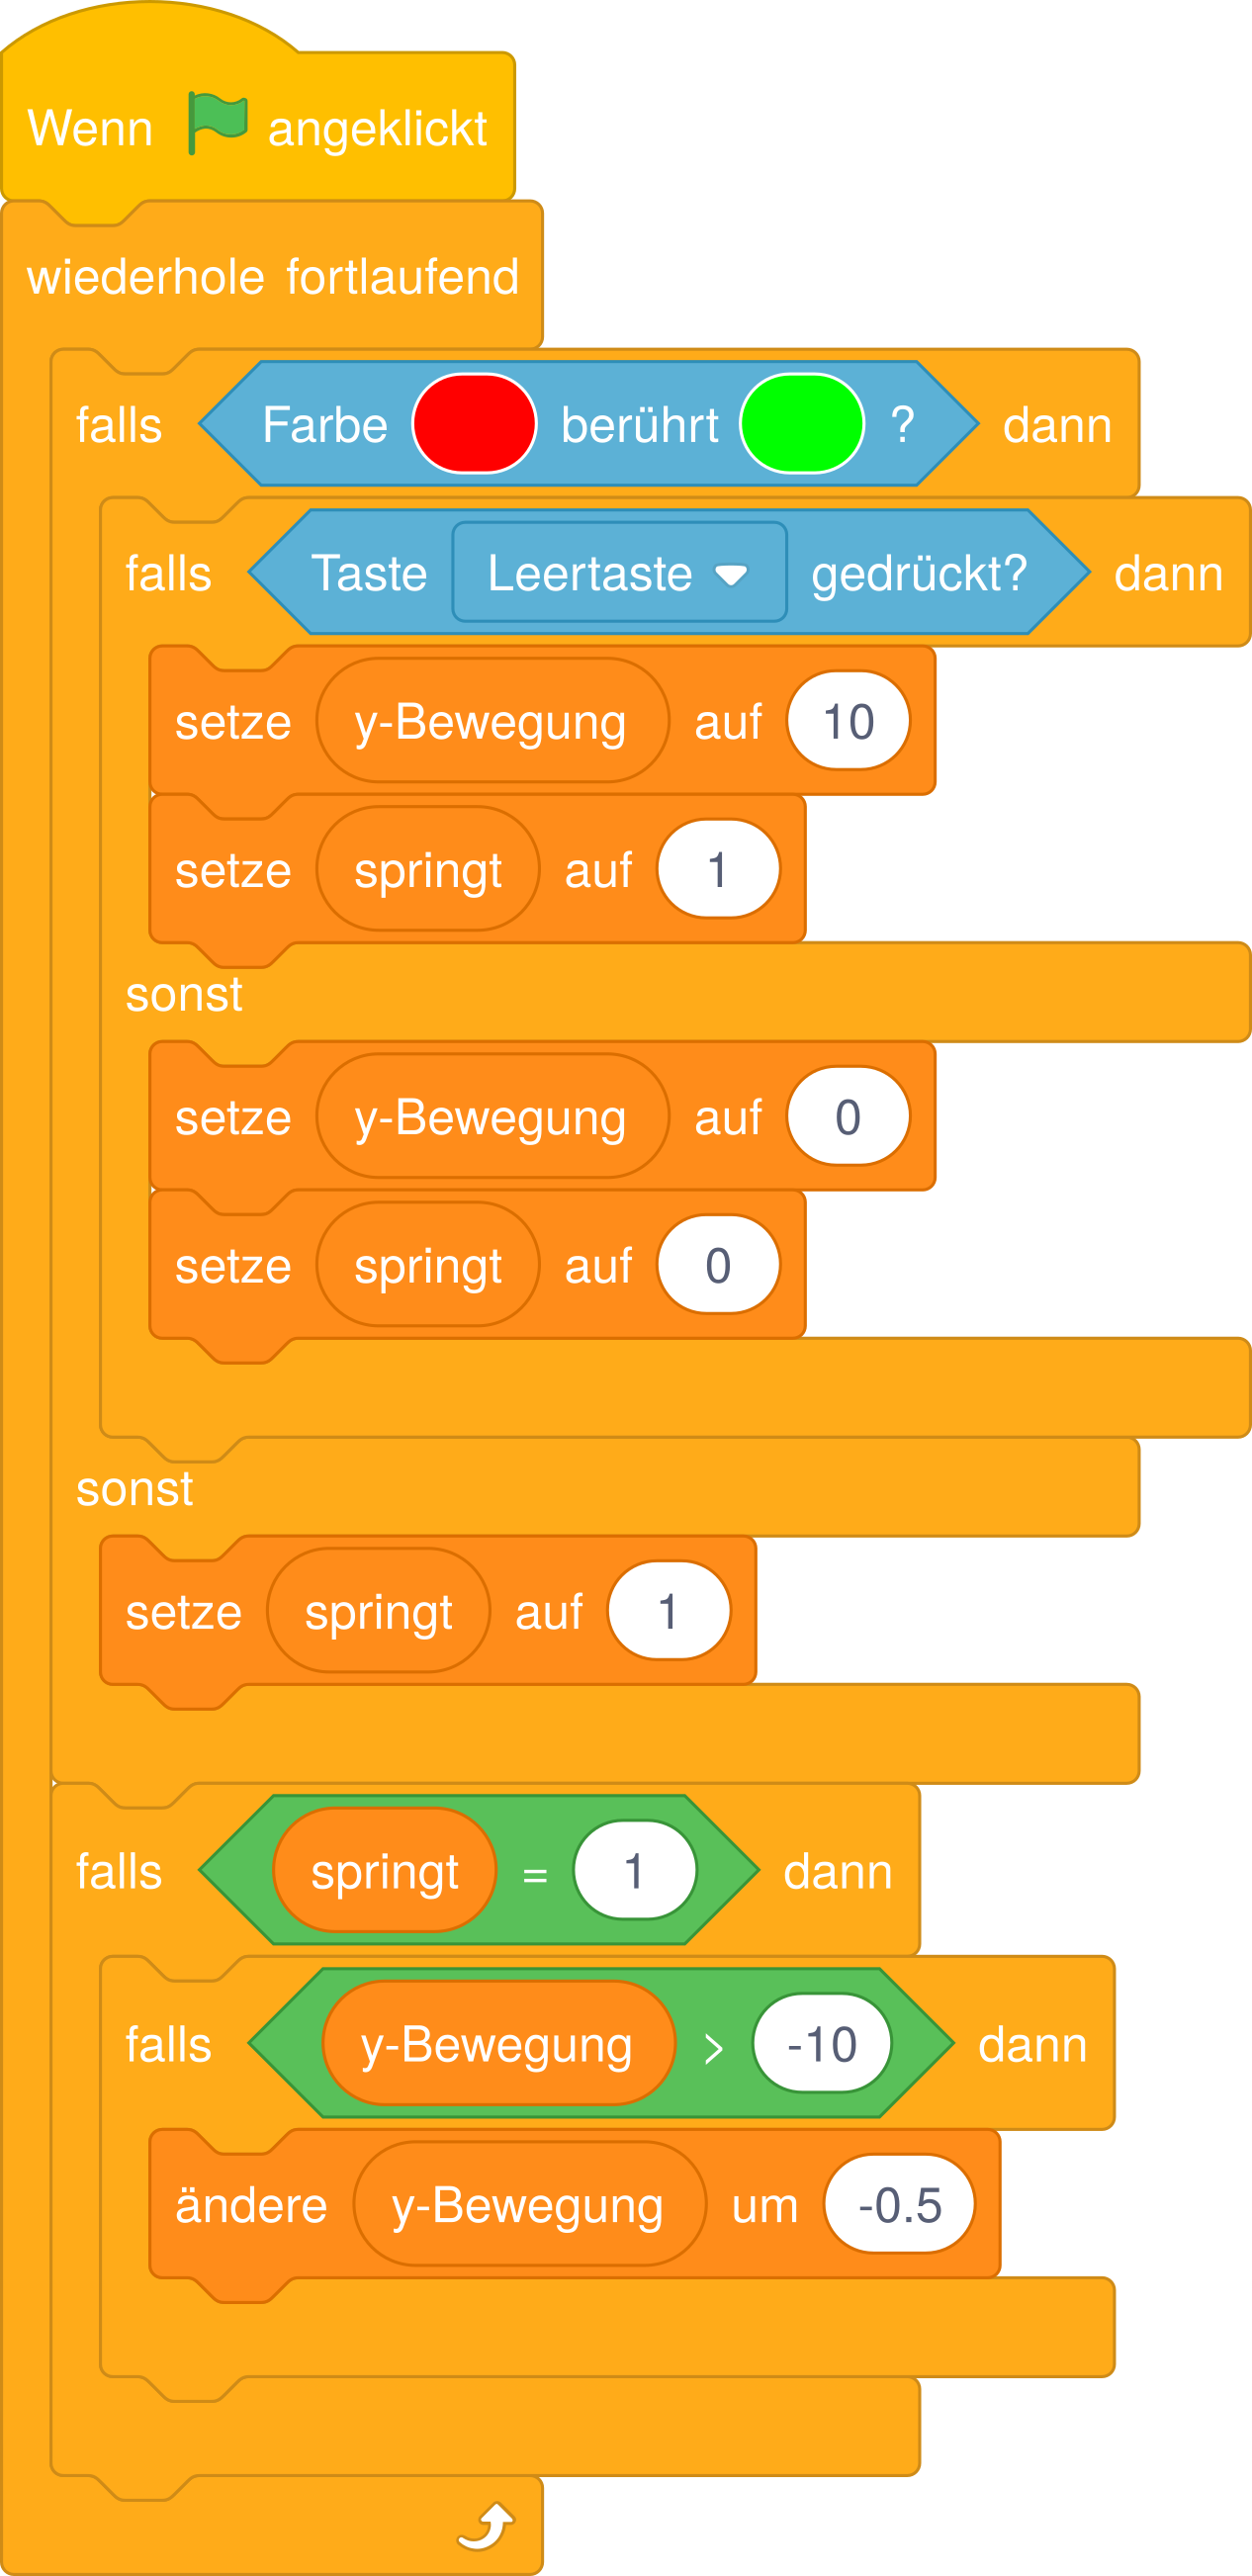 Wenn angeklickt
wiederhole fortlaufend
falls Farbe berührt ? dann
falls Taste Leertaste gedrückt? dann
setze y-Bewegung auf 10
setze springt auf 1
sonst
setze y-Bewegung auf 0
setze springt auf 0
sonst
setze springt auf 1
falls springt = 1 dann
falls y-Bewegung > -10 dann
ändere y-Bewegung um -0.5